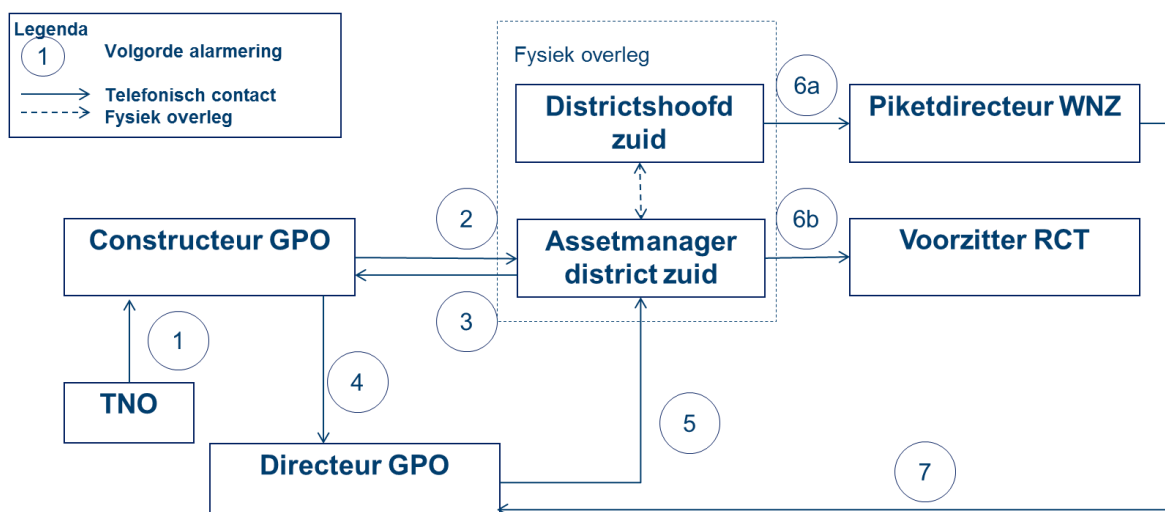 Legenda
1
Volgorde alarmering
Telefonisch contact
Fysiek overleg
Fysiek overleg
Districtshoofd
zuid
6a
Piketdirecteur WNZ
Constructeur GPO
2
Assetmanager
district zuid
6b
Voorzitter RCT
3
1
TNO
4
5
Directeur GPO
7